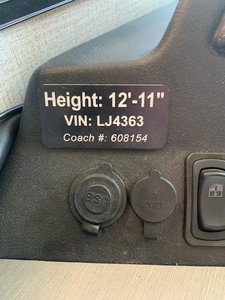 Height: 12'-11"
VIN: LJ4363
Coach #: 608154